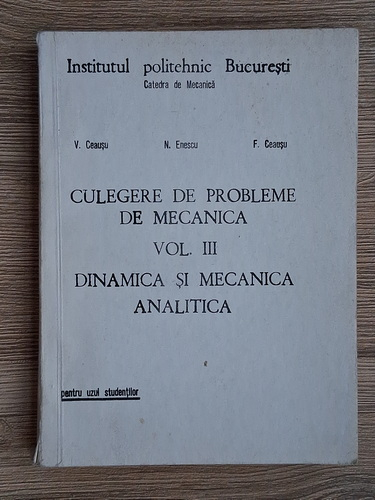 Institutul politehnic București
Catedra de Mecanică
V. Ceaușu N. Enescu F. Ceaușu
CULEGERE DE PROBLEME
DE MECANICA
VOL. III
DINAMICA ȘI MECANICA
ANALITICA
pentru uzul studenților